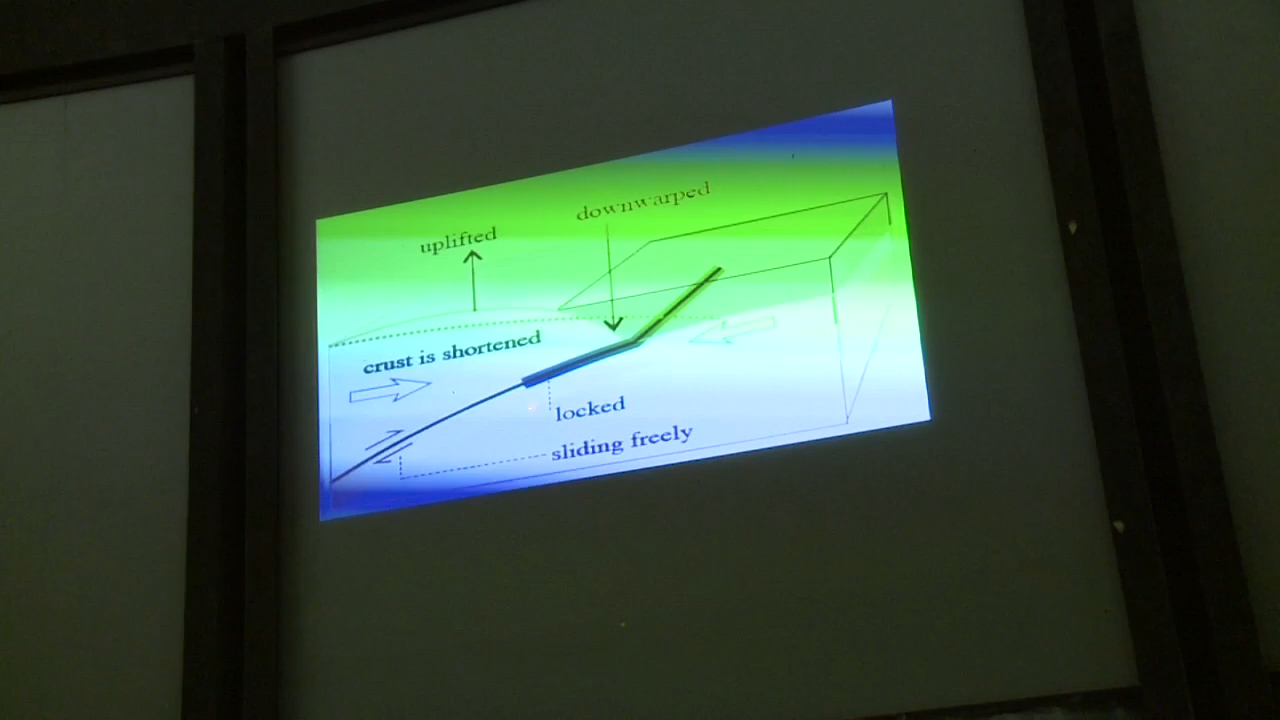 downwarped
uplifted
crust is shortened
locked
sliding freely